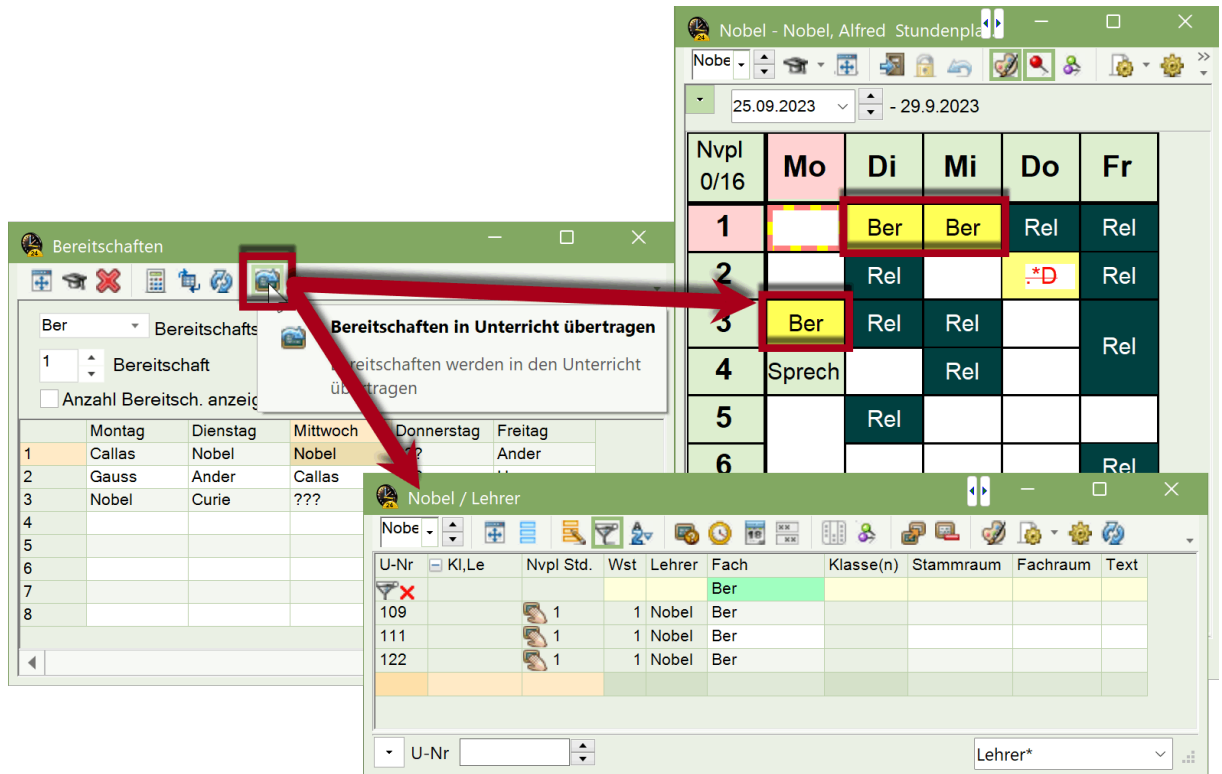 Nobel - Nobel, Alfred Stundenpla
Nobe
25.09.2023 - 29.9.2023
Nvpl 0/16 Mo Di Mi Do Fr
1 Ber Ber Rel Rel
2 Rel .*D Rel
3 Ber Rel Rel Rel
4 Sprech Rel
5 Rel
6 Rel
Bereitschaften
Ber Bereitschafts
1 Bereitschaft
Anzahl Bereitsch. anzeig
Bereitschaften in Unterricht übertragen
Bereitschaften werden in den Unterricht
übertragen
Montag Dienstag Mittwoch Donnerstag Freitag
1 Callas Nobel Nobel Ander
2 Gauss Ander Callas
3 Nobel Curie ???
4
5
6
7
8
Nobel / Lehrer
Nobe
U-Nr Kl,Le Nvpl Std. Wst Lehrer Fach Klasse(n) Stammraum Fachraum Text
Ber
109 1 1 Nobel Ber
111 1 1 Nobel Ber
122 1 1 Nobel Ber
U-Nr Lehrer*